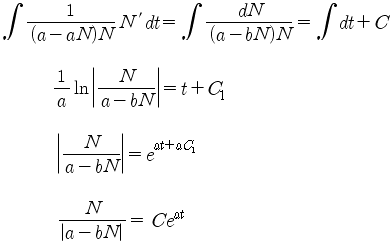 ∫ 1/((a−aN)N) N′ dt = ∫ dN/((a−bN)N) = ∫ dt + C
1/a ln |N/(a−bN)| = t + C₁
|N/(a−bN)| = e^(at+aC₁)
N/|a−bN| = Ce^(at)